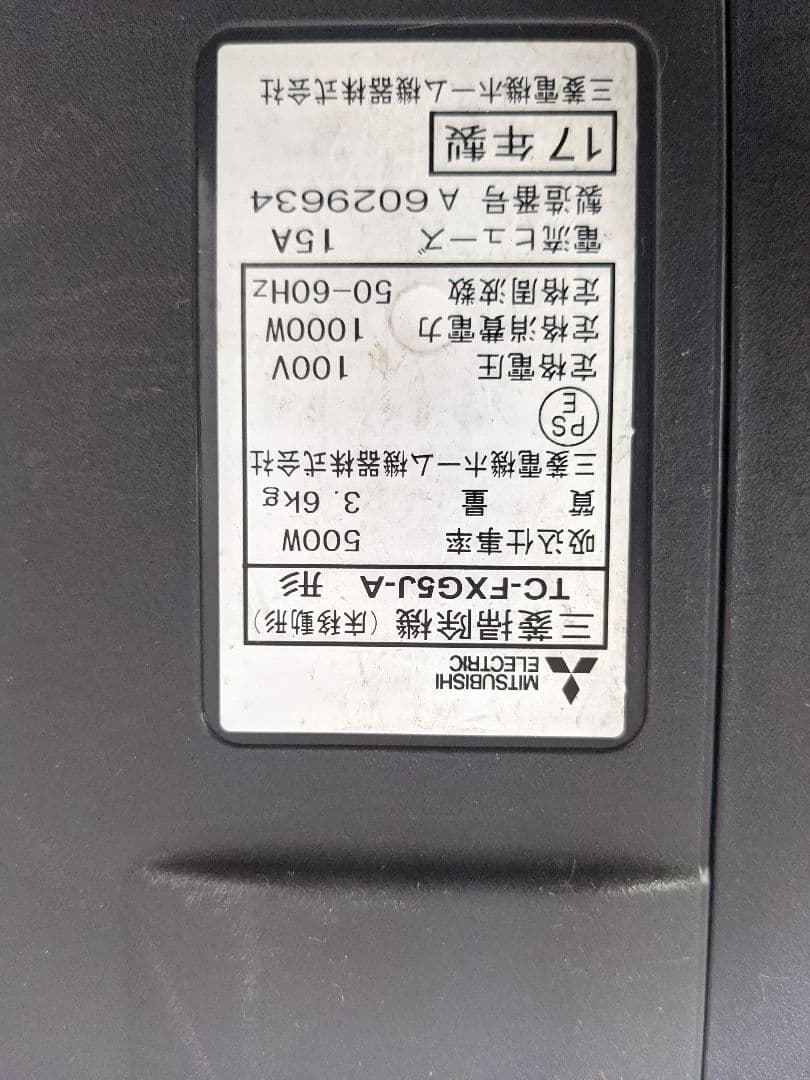 MITSUBISHI
ELECTRIC
三菱掃除機（床移動形）
TC-FXG5J-A 形
吸込仕事率 500W
質量 3.6kg
三菱電機ホーム機器株式会社
PS
E
定格電圧 100V
定格消費電力 1000W
定格周波数 50-60Hz
電流ヒューズ 15A
製造番号 A 6029634
17年製
三菱電機ホーム機器株式会社